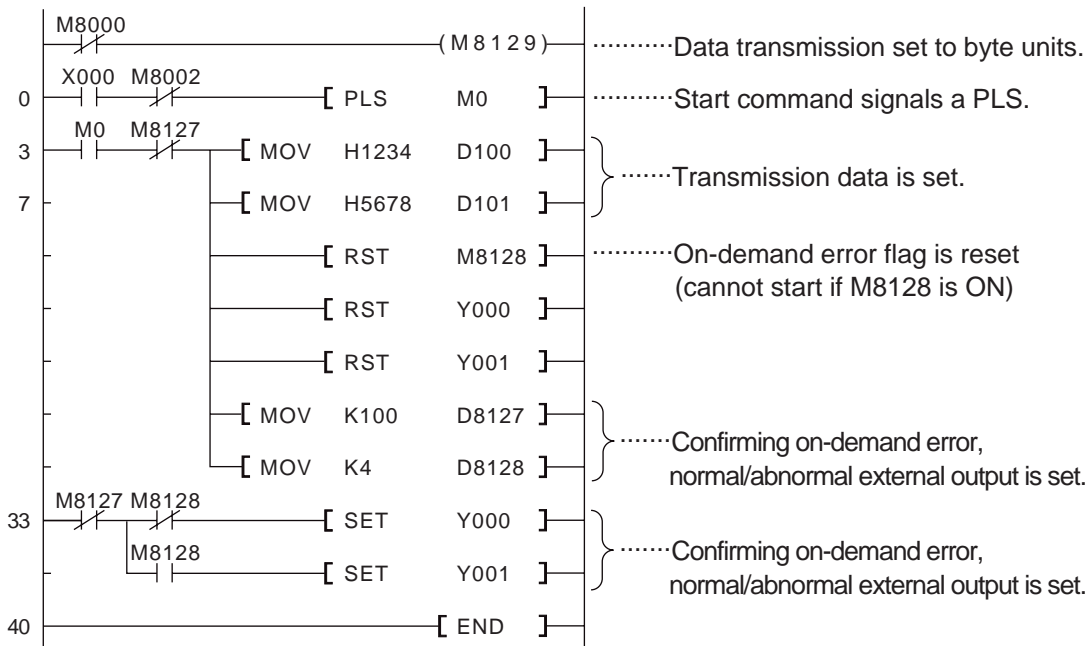 M8000
(M8129) ...........Data transmission set to byte units.
X000 M8002
0 [ PLS M0 ] ...........Start command signals a PLS.
M0 M8127
3 [ MOV H1234 D100 ]
.......Transmission data is set.
7 [ MOV H5678 D101 ]
[ RST M8128 ] ...........On-demand error flag is reset
(cannot start if M8128 is ON)
[ RST Y000 ]
[ RST Y001 ]
[ MOV K100 D8127 ]
.......Confirming on-demand error,
[ MOV K4 D8128 ] normal/abnormal external output is set.
M8127 M8128
33 [ SET Y000 ]
M8128 .......Confirming on-demand error,
[ SET Y001 ] normal/abnormal external output is set.
40 [ END ]